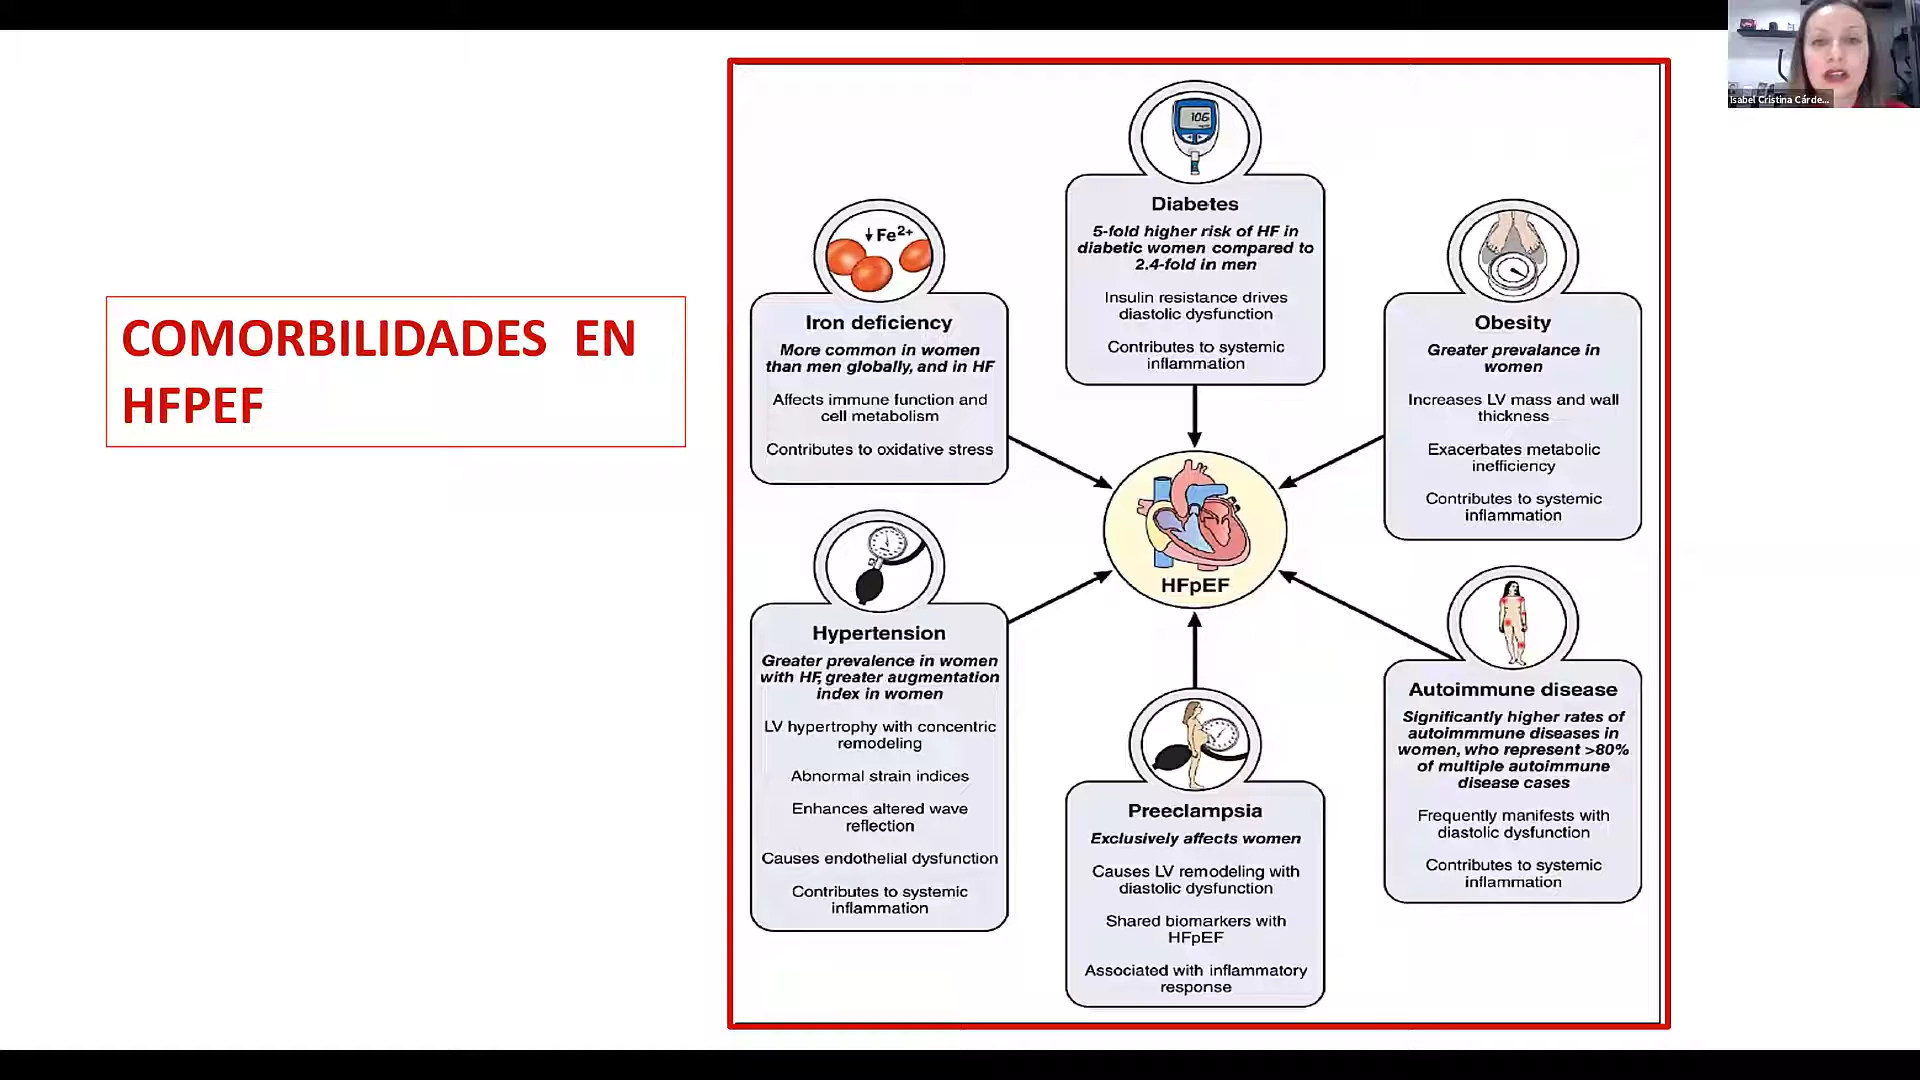 Isabel Cristina Cárde...
COMORBILIDADES EN
HFPEF
106
Diabetes
5-fold higher risk of HF in
diabetic women compared to
2.4-fold in men
Insulin resistance drives
diastolic dysfunction
Contributes to systemic
inflammation
↓ Fe2+
Iron deficiency
More common in women
than men globally, and in HF
Affects immune function and
cell metabolism
Contributes to oxidative stress
Obesity
Greater prevalance in
women
Increases LV mass and wall
thickness
Exacerbates metabolic
inefficiency
Contributes to systemic
inflammation
HFpEF
Hypertension
Greater prevalence in women
with HF, greater augmentation
index in women
LV hypertrophy with concentric
remodeling
Abnormal strain indices
Enhances altered wave
reflection
Causes endothelial dysfunction
Contributes to systemic
inflammation
Preeclampsia
Exclusively affects women
Causes LV remodeling with
diastolic dysfunction
Shared biomarkers with
HFpEF
Associated with inflammatory
response
Autoimmune disease
Significantly higher rates of
autoimmmune diseases in
women, who represent >80%
of multiple autoimmune
disease cases
Frequently manifests with
diastolic dysfunction
Contributes to systemic
inflammation